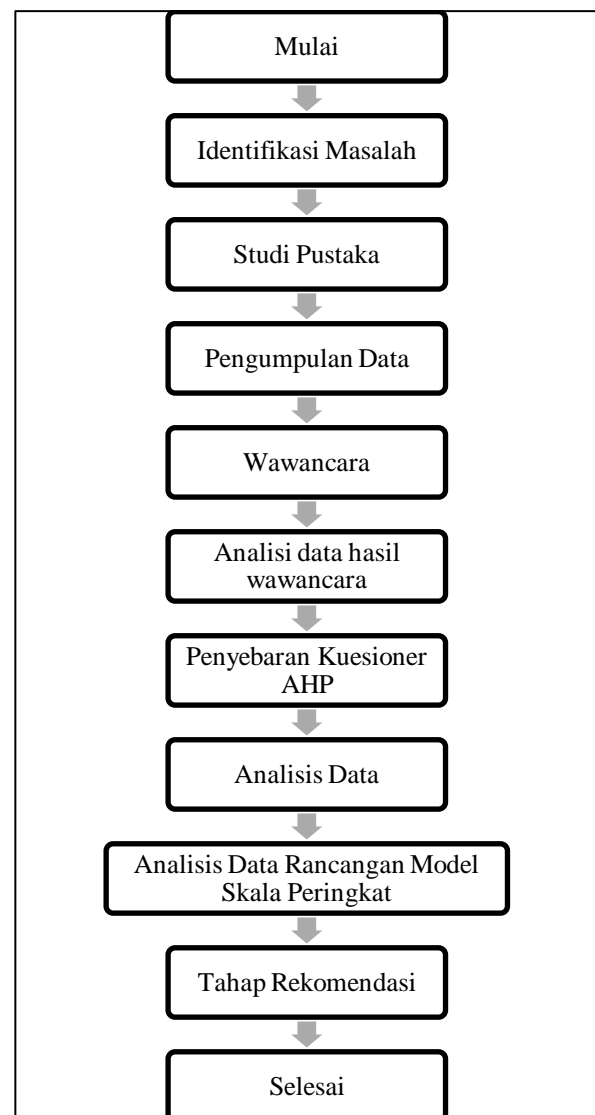 Mulai
Identifikasi Masalah
Studi Pustaka
Pengumpulan Data
Wawancara
Analisi data hasil
wawancara
Penyebaran Kuesioner
AHP
Analisis Data
Analisis Data Rancangan Model
Skala Peringkat
Tahap Rekomendasi
Selesai